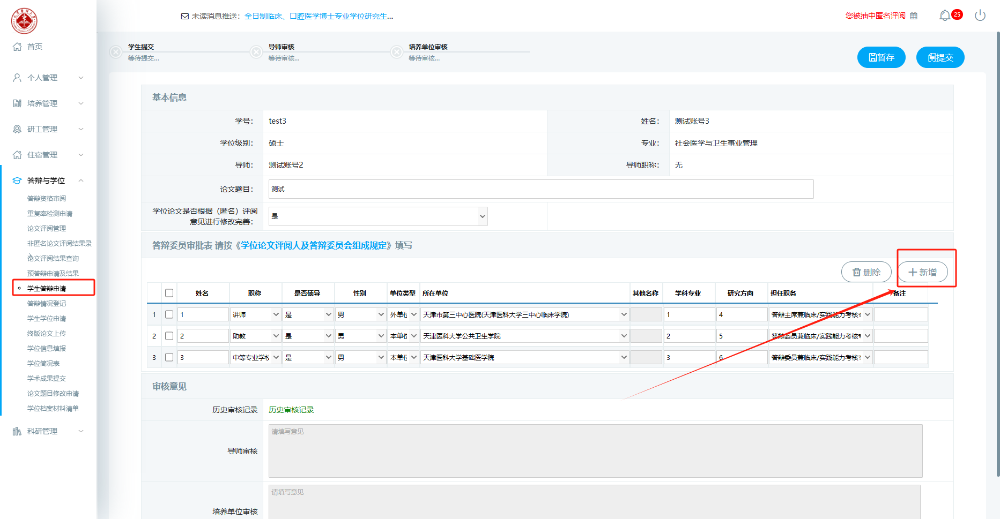 未读消息推送：全日制临床、口腔医学博士专业学位研究生...
您被抽中匿名评阅
25
首页
个人管理
培养管理
研工管理
住宿管理
答辩与学位
答辩资格审阅
重复率检测申请
论文评阅管理
非匿名论文评阅结果录
论文评阅结果查询
预答辩申请及结果
学生答辩申请
答辩情况登记
学生学位申请
终版论文上传
学位信息填报
学位简况表
学术成果提交
论文题目修改申请
学位档案材料清单
科研管理
学生提交
等待提交...
导师审核
等待审核...
培养单位审核
等待审核...
暂存
提交
基本信息
学号： test3 姓名： 测试账号3
学位级别： 硕士 专业： 社会医学与卫生事业管理
导师： 测试账号2 导师职称： 无
论文题目： 测试
学位论文是否根据（匿名）评阅
意见进行修改完善： 是
答辩委员审批表 请按《学位论文评阅人及答辩委员会组成规定》填写
删除 新增
姓名 职称 是否硕导 性别 单位类型 所在单位 其他名称 学科专业 研究方向 担任职务 备注
1 1 讲师 是 男 外单位 天津市第三中心医院(天津医科大学三中心临床学院) 1 4 答辩主席兼临床/实践能力考核
2 2 助教 是 男 本单位 天津医科大学公共卫生学院 2 5 答辩委员兼临床/实践能力考核
3 3 中等专业学校 是 男 本单位 天津医科大学基础医学院 3 6 答辩委员兼临床/实践能力考核
审核意见
历史审核记录 历史审核记录
导师审核 请填写意见
培养单位审核 请填写意见